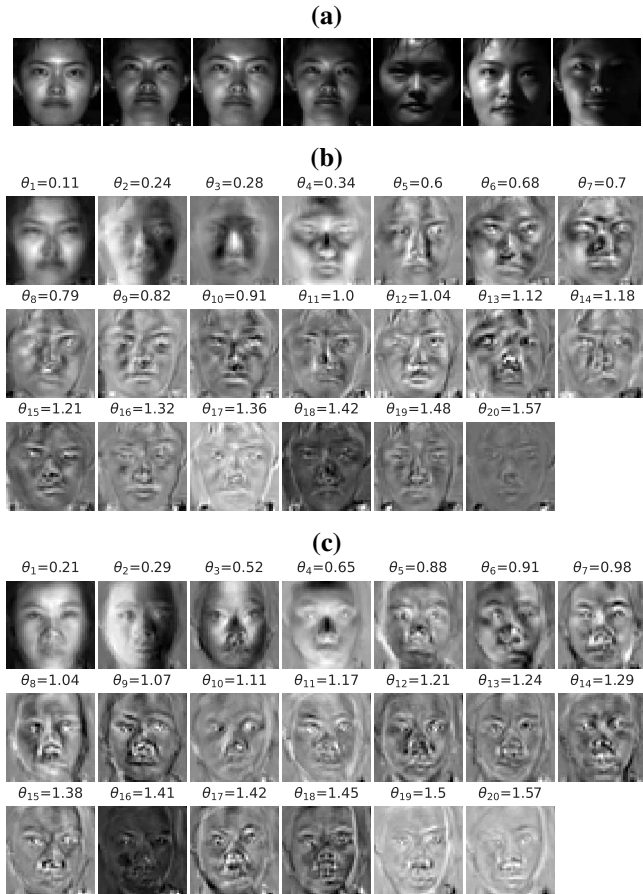 (a)
(b)
θ₁=0.11 θ₂=0.24 θ₃=0.28 θ₄=0.34 θ₅=0.6 θ₆=0.68 θ₇=0.7
θ₈=0.79 θ₉=0.82 θ₁₀=0.91 θ₁₁=1.0 θ₁₂=1.04 θ₁₃=1.12 θ₁₄=1.18
θ₁₅=1.21 θ₁₆=1.32 θ₁₇=1.36 θ₁₈=1.42 θ₁₉=1.48 θ₂₀=1.57
(c)
θ₁=0.21 θ₂=0.29 θ₃=0.52 θ₄=0.65 θ₅=0.88 θ₆=0.91 θ₇=0.98
θ₈=1.04 θ₉=1.07 θ₁₀=1.11 θ₁₁=1.17 θ₁₂=1.21 θ₁₃=1.24 θ₁₄=1.29
θ₁₅=1.38 θ₁₆=1.41 θ₁₇=1.42 θ₁₈=1.45 θ₁₉=1.5 θ₂₀=1.57